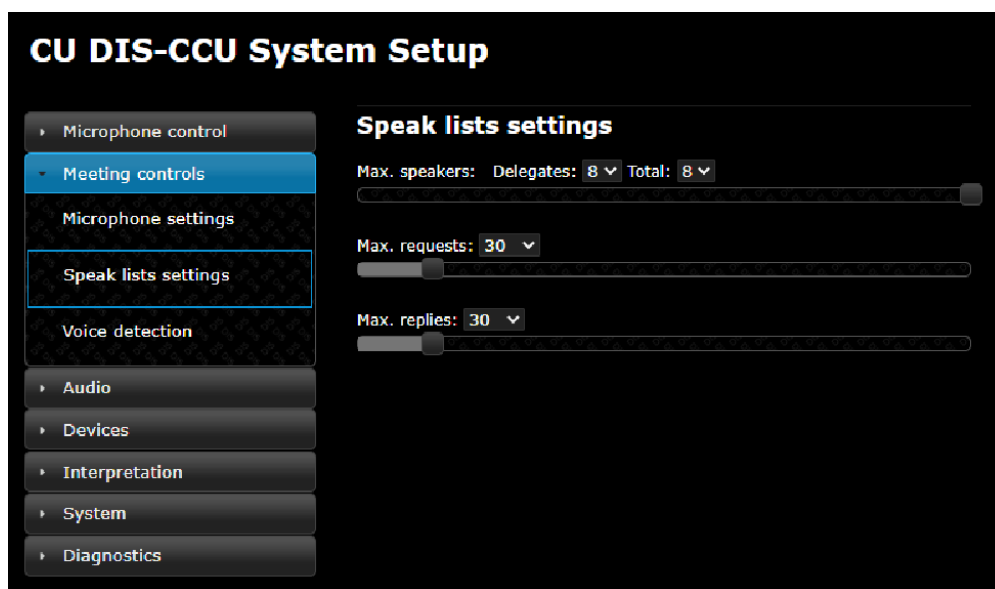 CU DIS-CCU System Setup
Microphone control
Meeting controls
Microphone settings
Speak lists settings
Voice detection
Audio
Devices
Interpretation
System
Diagnostics
Speak lists settings
Max. speakers: Delegates: 8 Total: 8
Max. requests: 30
Max. replies: 30